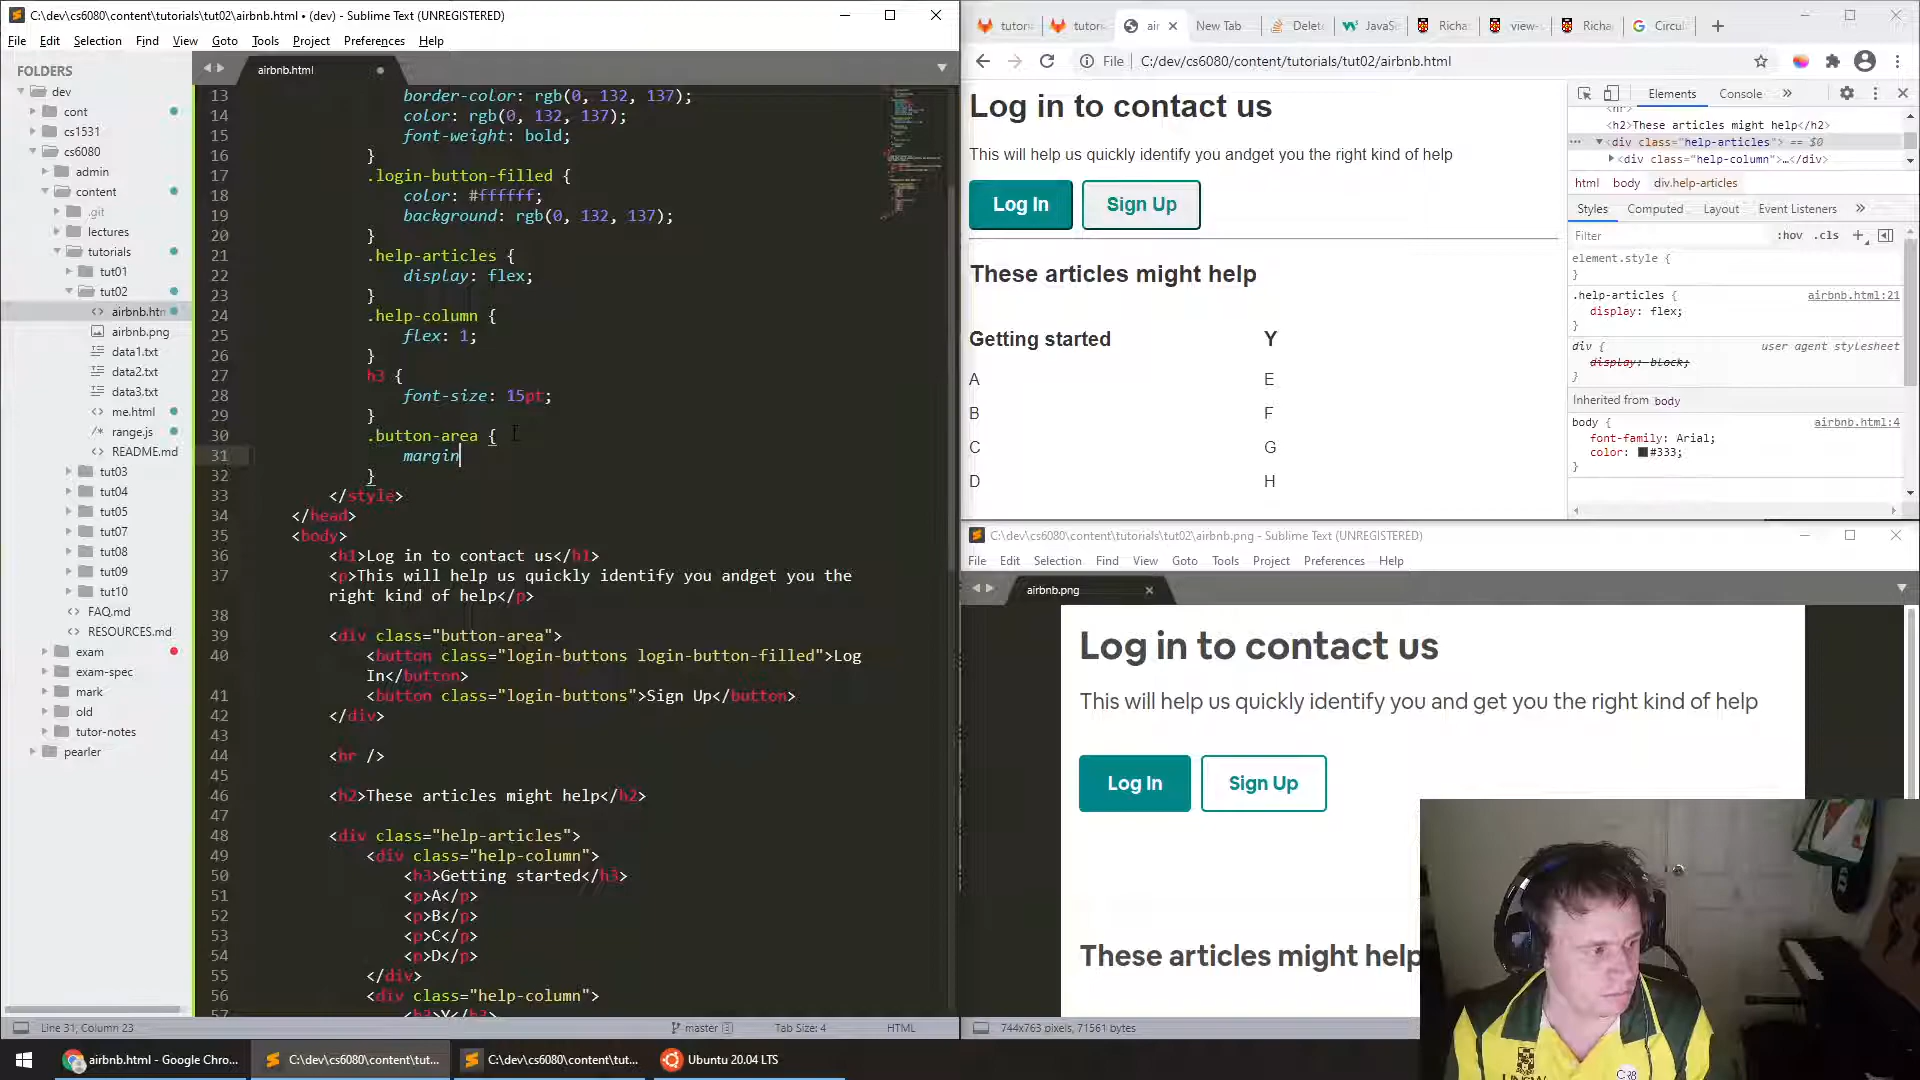 C:\dev\cs6080\content\tutorials\tut02\airbnb.html • (dev) - Sublime Text (UNREGISTERED)
File Edit Selection Find View Goto Tools Project Preferences Help
FOLDERS
dev
cont
cs1531
cs6080
admin
content
.git
lectures
tutorials
tut01
tut02
airbnb.htn
airbnb.png
data1.txt
data2.txt
data3.txt
me.html
range.js
README.md
tut03
tut04
tut05
tut07
tut08
tut09
tut10
FAQ.md
RESOURCES.md
exam
exam-spec
mark
old
tutor-notes
pearler
airbnb.html
13 border-color: rgb(0, 132, 137);
14 color: rgb(0, 132, 137);
15 font-weight: bold;
16 }
17 .login-button-filled {
18 color: #ffffff;
19 background: rgb(0, 132, 137);
20 }
21 .help-articles {
22 display: flex;
23 }
24 .help-column {
25 flex: 1;
26 }
27 h3 {
28 font-size: 15pt;
29 }
30 .button-area {
31 margin
32 }
33 </style>
34 </head>
35 <body>
36 <h1>Log in to contact us</h1>
37 <p>This will help us quickly identify you andget you the
right kind of help</p>
38
39 <div class="button-area">
40 <button class="login-buttons login-button-filled">Log
In</button>
41 <button class="login-buttons">Sign Up</button>
42 </div>
43
44 <hr />
45
46 <h2>These articles might help</h2>
47
48 <div class="help-articles">
49 <div class="help-column">
50 <h3>Getting started</h3>
51 <p>A</p>
52 <p>B</p>
53 <p>C</p>
54 <p>D</p>
55 </div>
56 <div class="help-column">
57 <h3>Y</h3>
Line 31, Column 23 master Tab Size: 4 HTML
tutor tutor air New Tab Delet JavaS Richa view- Richa Circul
File C:/dev/cs6080/content/tutorials/tut02/airbnb.html
Log in to contact us
This will help us quickly identify you andget you the right kind of help
Log In Sign Up
These articles might help
Getting started Y
A E
B F
C G
D H
Elements Console
<hr>
<h2>These articles might help</h2>
<div class="help-articles"> == $0
<div class="help-column">…</div>
html body div.help-articles
Styles Computed Layout Event Listeners
Filter :hov .cls
element.style {
}
.help-articles { airbnb.html:21
display: flex;
}
div { user agent stylesheet
display: block;
}
Inherited from body
body { airbnb.html:4
font-family: Arial;
color: #333;
}
C:\dev\cs6080\content\tutorials\tut02\airbnb.png - Sublime Text (UNREGISTERED)
File Edit Selection Find View Goto Tools Project Preferences Help
airbnb.png
Log in to contact us
This will help us quickly identify you and get you the right kind of help
Log In Sign Up
These articles might help
744x763 pixels, 71561 bytes
airbnb.html - Google Chro... C:\dev\cs6080\content\tut... C:\dev\cs6080\content\tut... Ubuntu 20.04 LTS